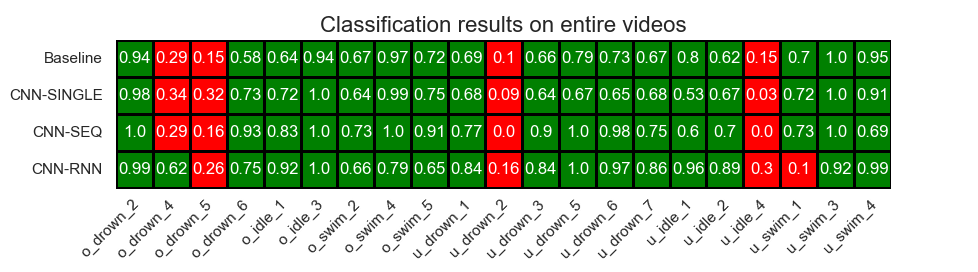 Classification results on entire videos
Baseline 0.94 0.29 0.15 0.58 0.64 0.94 0.67 0.97 0.72 0.69 0.1 0.66 0.79 0.73 0.67 0.8 0.62 0.15 0.7 1.0 0.95
CNN-SINGLE 0.98 0.34 0.32 0.73 0.72 1.0 0.64 0.99 0.75 0.68 0.09 0.64 0.67 0.65 0.68 0.53 0.67 0.03 0.72 1.0 0.91
CNN-SEQ 1.0 0.29 0.16 0.93 0.83 1.0 0.73 1.0 0.91 0.77 0.0 0.9 1.0 0.98 0.75 0.6 0.7 0.0 0.73 1.0 0.69
CNN-RNN 0.99 0.62 0.26 0.75 0.92 1.0 0.66 0.79 0.65 0.84 0.16 0.84 1.0 0.97 0.86 0.96 0.89 0.3 0.1 0.92 0.99
o_drown_2 o_drown_4 o_drown_5 o_drown_6 o_idle_1 o_idle_3 o_swim_2 o_swim_4 o_swim_5 u_drown_1 u_drown_2 u_drown_3 u_drown_5 u_drown_6 u_drown_7 u_idle_1 u_idle_2 u_idle_4 u_swim_1 u_swim_3 u_swim_4